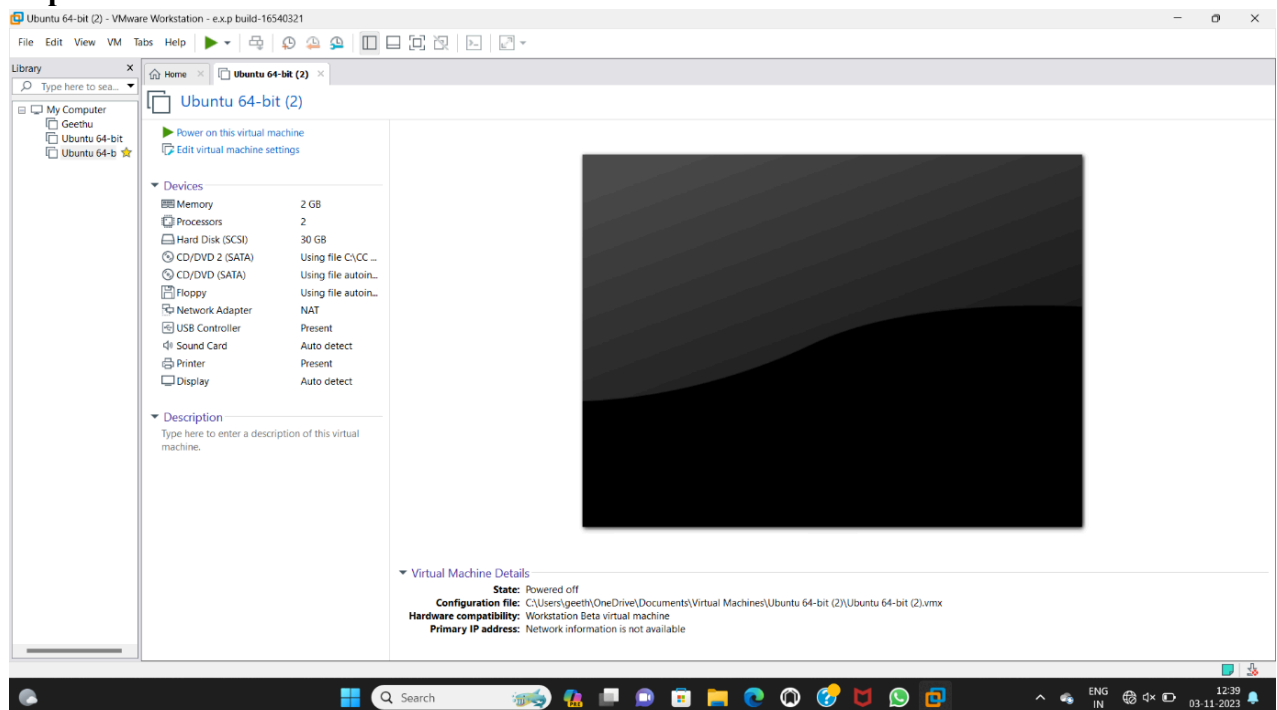 Ubuntu 64-bit (2) - VMware Workstation - e.x.p build-16540321
File Edit View VM Tabs Help
Library
Type here to sea...
My Computer
Geethu
Ubuntu 64-bit
Ubuntu 64-b
Home
Ubuntu 64-bit (2)
Ubuntu 64-bit (2)
Power on this virtual machine
Edit virtual machine settings
Devices
Memory 2 GB
Processors 2
Hard Disk (SCSI) 30 GB
CD/DVD 2 (SATA) Using file C:\CC ...
CD/DVD (SATA) Using file autoin...
Floppy Using file autoin...
Network Adapter NAT
USB Controller Present
Sound Card Auto detect
Printer Present
Display Auto detect
Description
Type here to enter a description of this virtual
machine.
Virtual Machine Details
State: Powered off
Configuration file: C:\Users\geeth\OneDrive\Documents\Virtual Machines\Ubuntu 64-bit (2)\Ubuntu 64-bit (2).vmx
Hardware compatibility: Workstation Beta virtual machine
Primary IP address: Network information is not available
Search
ENG
IN
12:39
03-11-2023